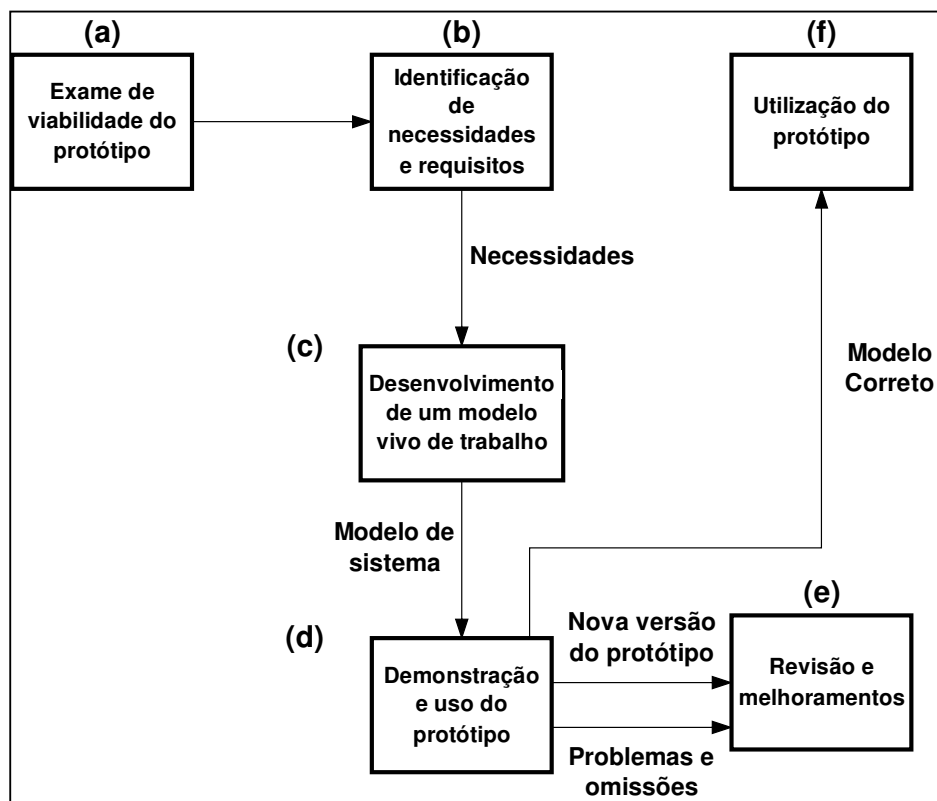 (a)
(b)
(f)
Exame de
viabilidade do
protótipo
Identificação
de
necessidades
e requisitos
Utilização do
protótipo
Necessidades
(c)
Desenvolvimento
de um modelo
vivo de trabalho
Modelo
Correto
Modelo de
sistema
(d)
Demonstração
e uso do
protótipo
Nova versão
do protótipo
Problemas e
omissões
(e)
Revisão e
melhoramentos